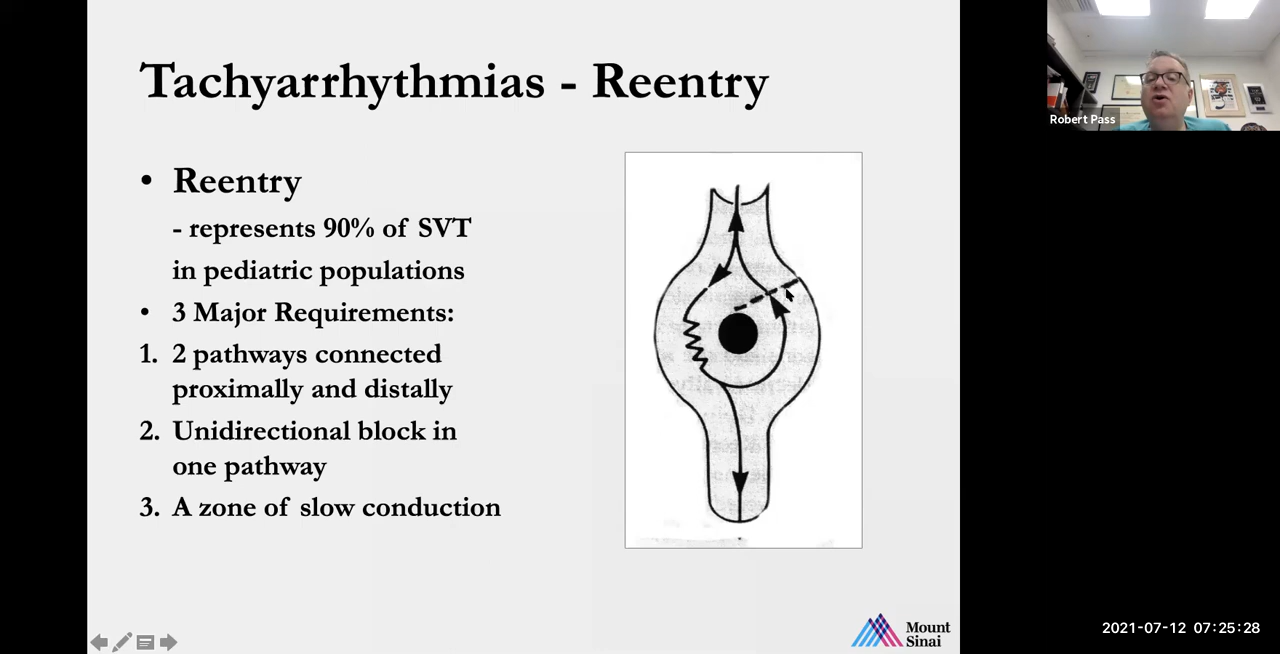 Tachyarrhythmias - Reentry
• Reentry
- represents 90% of SVT
in pediatric populations
• 3 Major Requirements:
1. 2 pathways connected
proximally and distally
2. Unidirectional block in
one pathway
3. A zone of slow conduction
Mount
Sinai
Robert Pass
2021-07-12 07:25:28